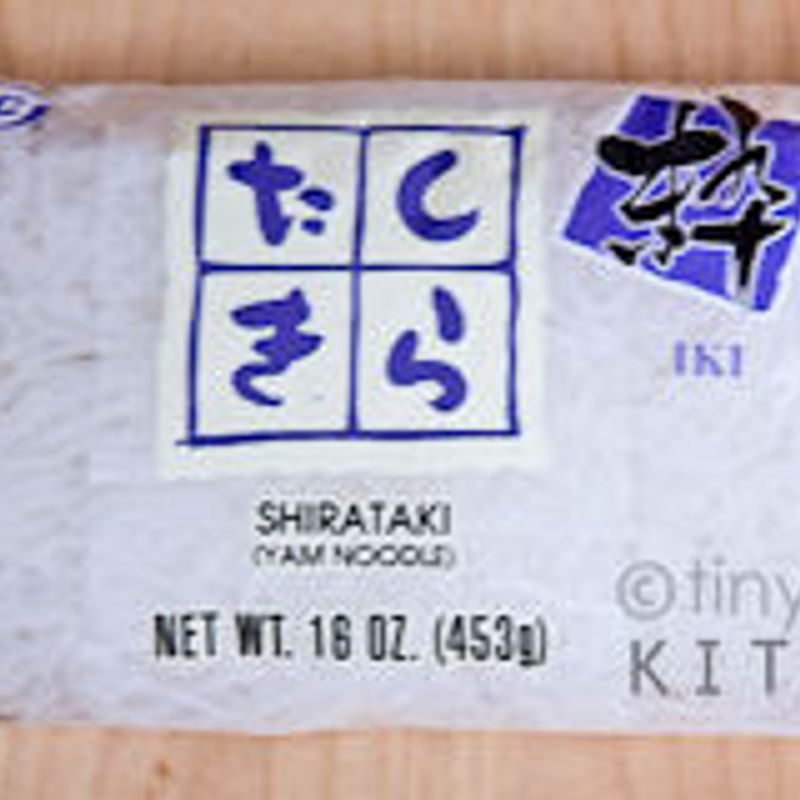 しら
たき
粋
IKI
SHIRATAKI
(YAM NOODLE)
NET WT. 16 OZ. (453g)
© tiny
KIT